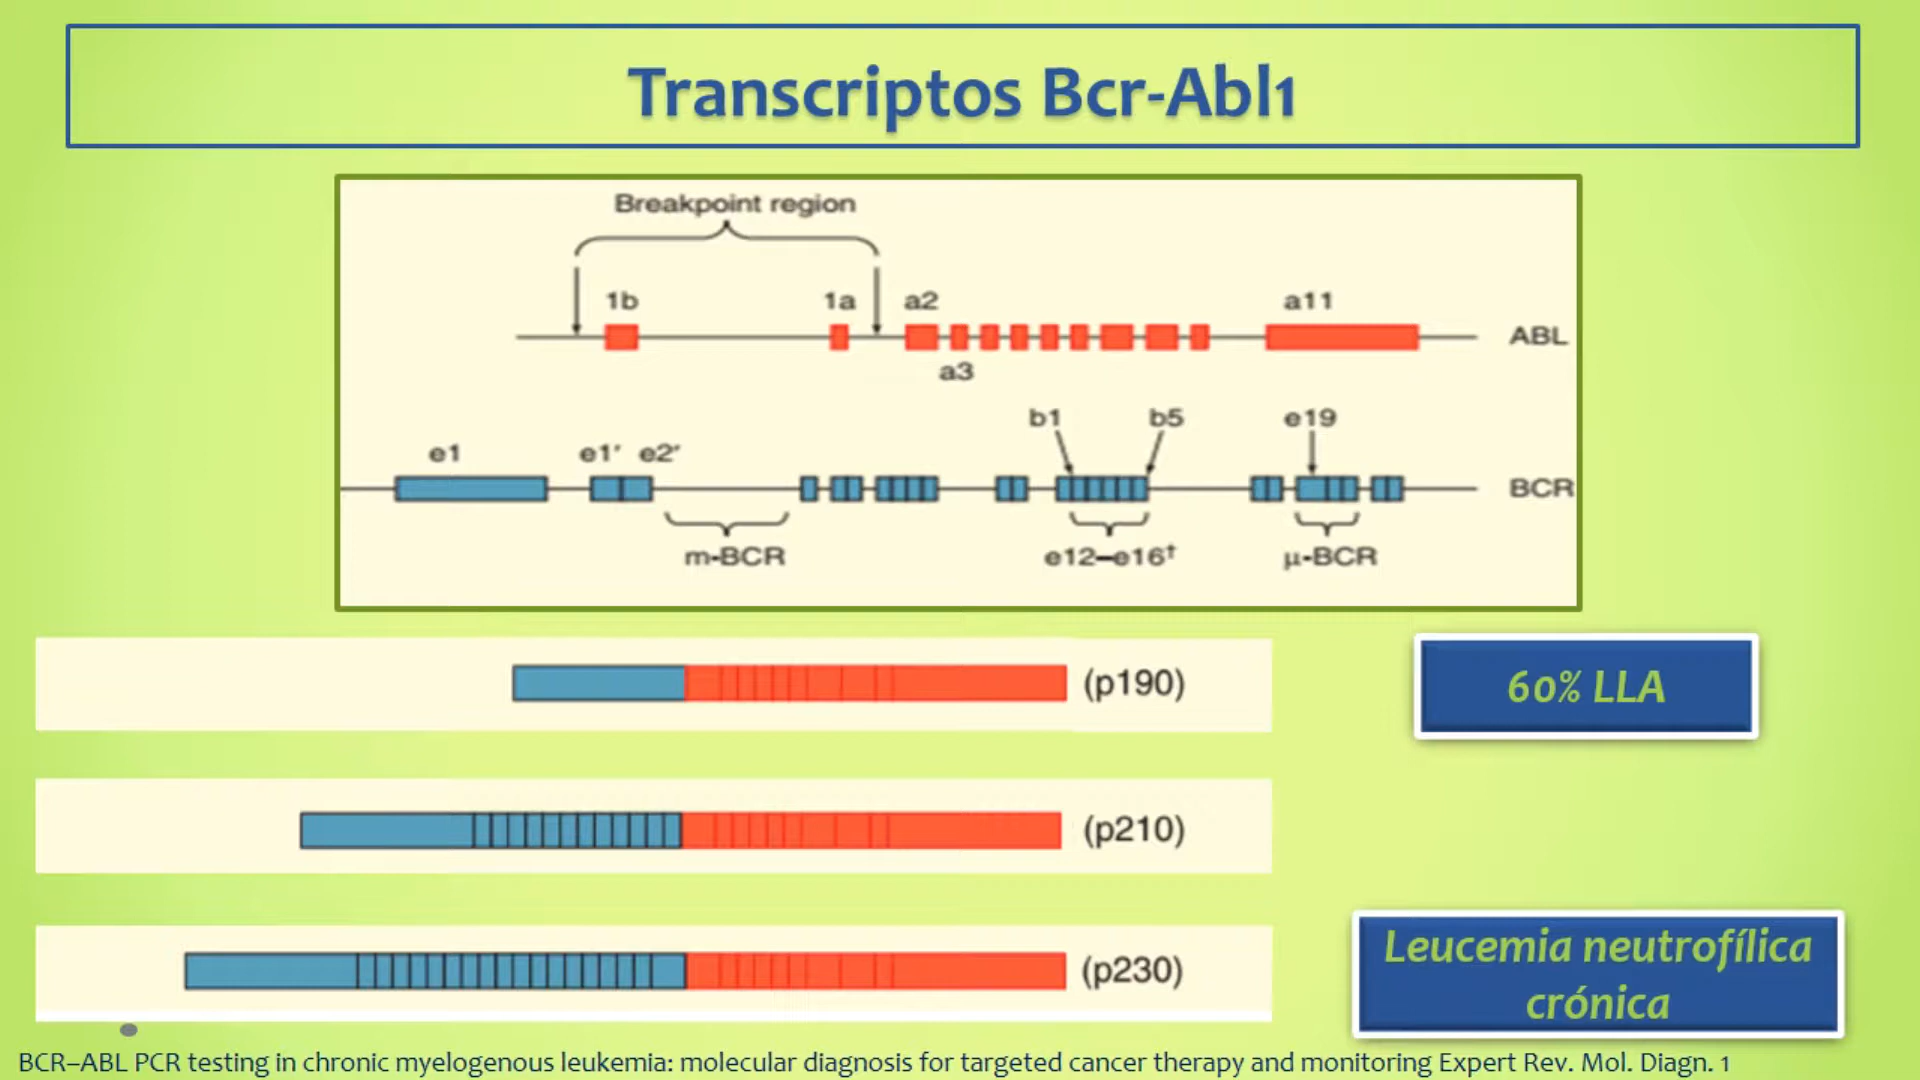 Transcriptos Bcr-Abl1
Breakpoint region
1b 1a a2 a11
ABL
a3
b1 b5 e19
e1 e1′ e2′
BCR
m-BCR e12–e16† µ-BCR
(p190)
60% LLA
(p210)
(p230)
Leucemia neutrofílica
crónica
BCR–ABL PCR testing in chronic myelogenous leukemia: molecular diagnosis for targeted cancer therapy and monitoring Expert Rev. Mol. Diagn. 1